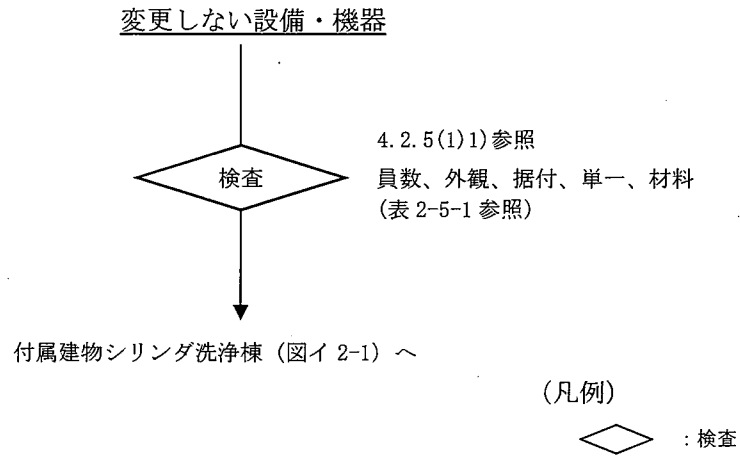 変更しない設備・機器
4.2.5(1)1)参照
検査
員数、外観、据付、単一、材料
(表 2-5-1 参照)
付属建物シリンダ洗浄棟（図イ 2-1）へ
(凡例)
：検査